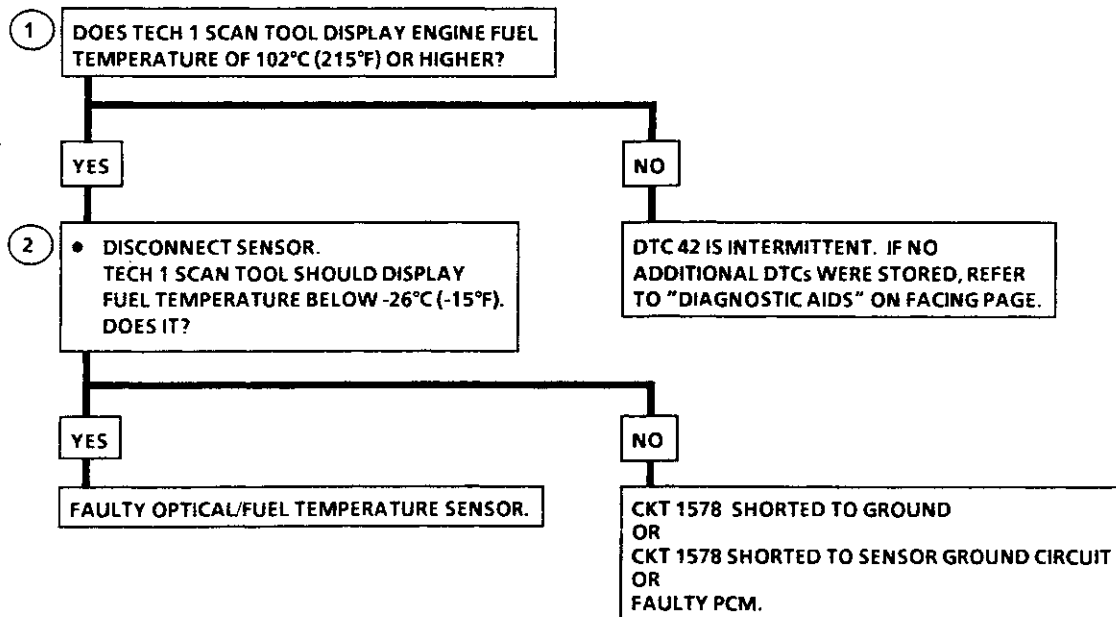 1
DOES TECH 1 SCAN TOOL DISPLAY ENGINE FUEL
TEMPERATURE OF 102°C (215°F) OR HIGHER?
YES
NO
2
• DISCONNECT SENSOR.
TECH 1 SCAN TOOL SHOULD DISPLAY
FUEL TEMPERATURE BELOW -26°C (-15°F).
DOES IT?
DTC 42 IS INTERMITTENT. IF NO
ADDITIONAL DTCs WERE STORED, REFER
TO "DIAGNOSTIC AIDS" ON FACING PAGE.
YES
NO
FAULTY OPTICAL/FUEL TEMPERATURE SENSOR.
CKT 1578 SHORTED TO GROUND
OR
CKT 1578 SHORTED TO SENSOR GROUND CIRCUIT
OR
FAULTY PCM.